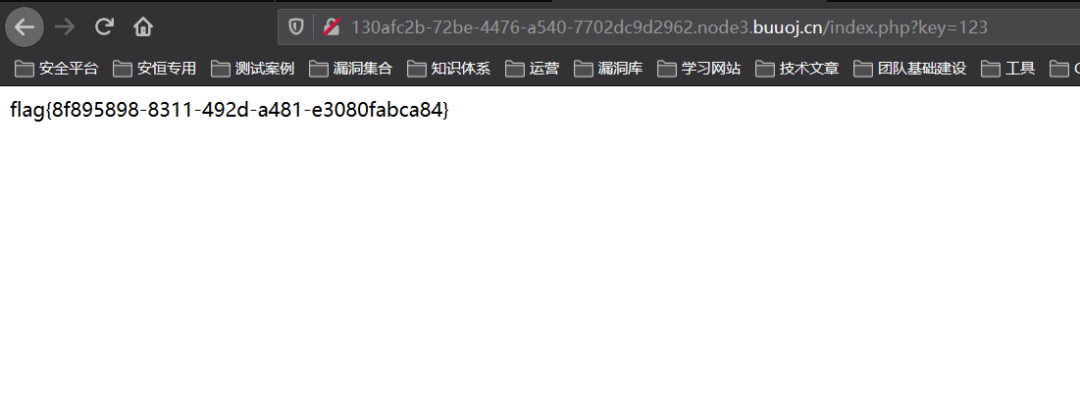 130afc2b-72be-4476-a540-7702dc9d2962.node3.buuoj.cn/index.php?key=123
安全平台 安恒专用 测试案例 漏洞集合 知识体系 运营 漏洞库 学习网站 技术文章 团队基础建设 工具
flag{8f895898-8311-492d-a481-e3080fabca84}